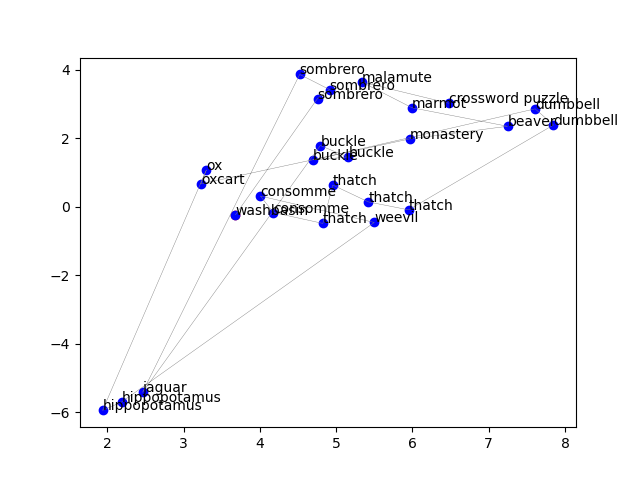 4
sombrero
malamute
sombrero
sombrero
crossword puzzle
marmot
dumbbell
beaver
dumbbell
2
monastery
buckle
buckle
buckle
ox
oxcart
thatch
consomme
thatch
thatch
washbasin
consomme
thatch
weevil
0
−2
−4
jaguar
hippopotamus
hippopotamus
−6
2 3 4 5 6 7 8